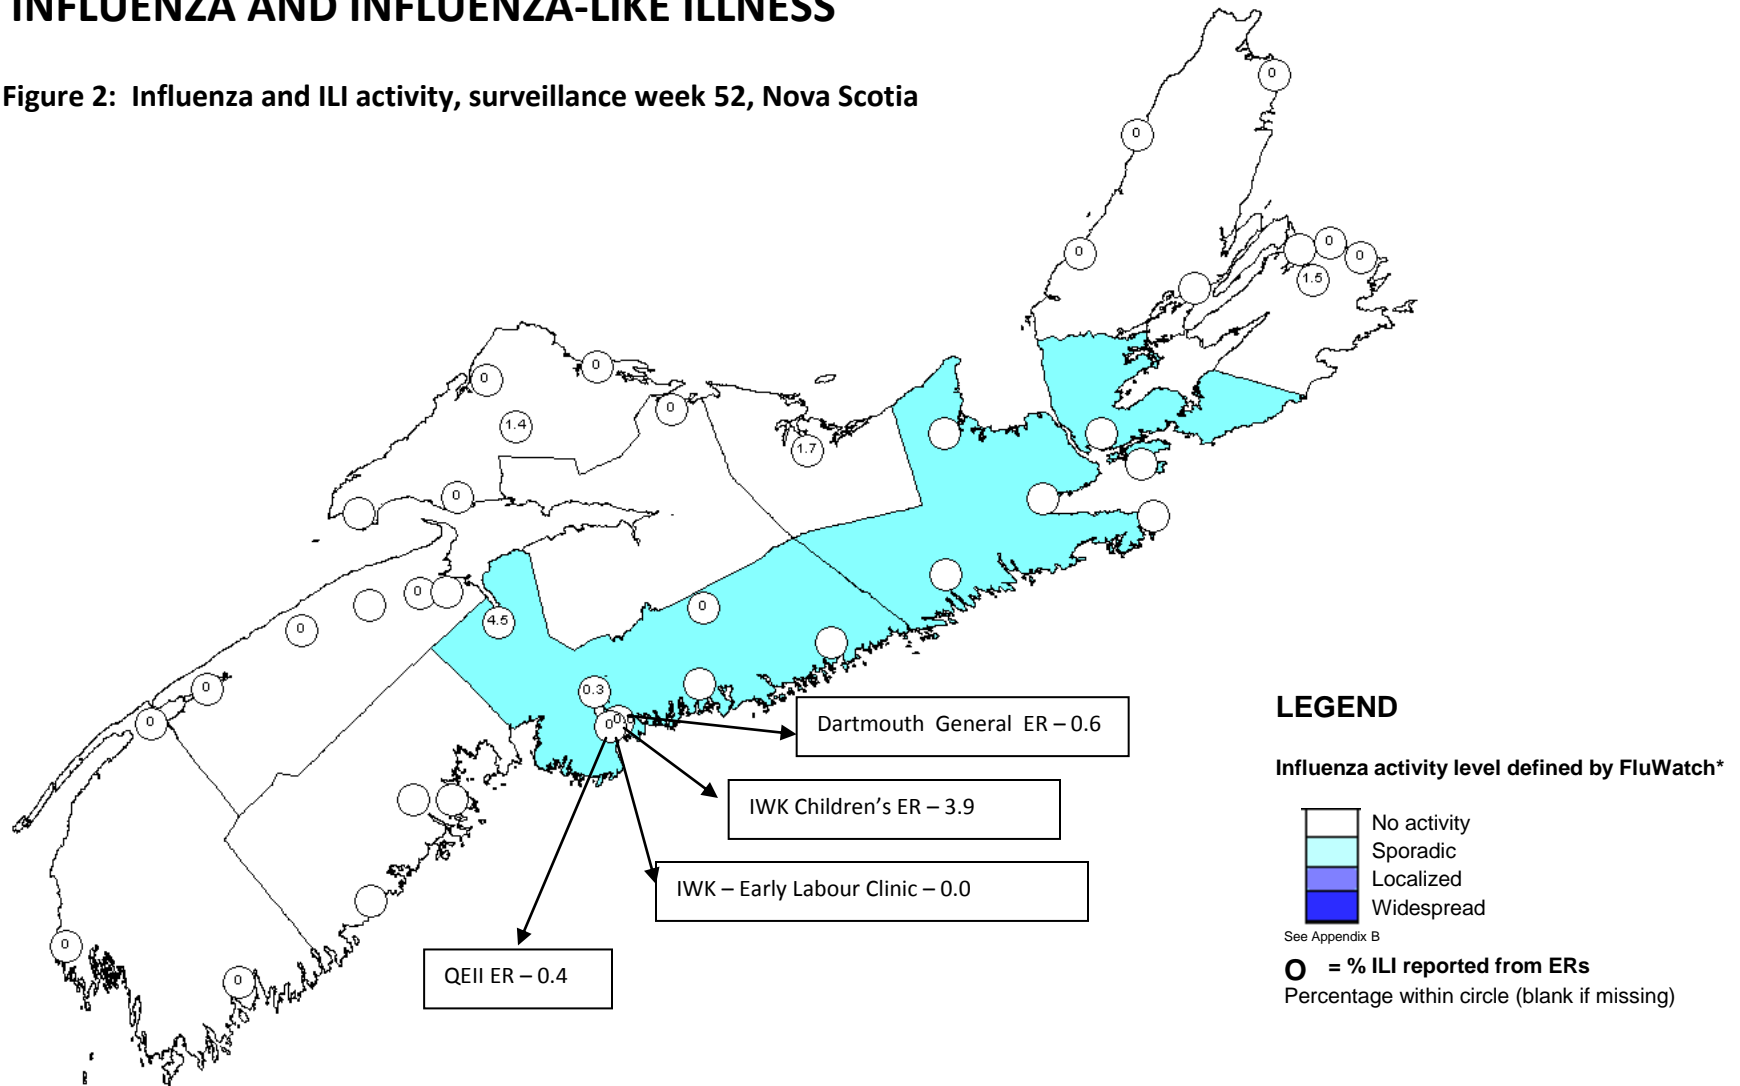 INFLUENZA AND INFLUENZA-LIKE ILLNESS
Figure 2: Influenza and ILI activity, surveillance week 52, Nova Scotia
0
0
0
0
0
1.5
0
0
0
1.4
1.7
0
0
0
4.5
0
0
0.3
0
0
0
0
0
Dartmouth General ER – 0.6
IWK Children's ER – 3.9
IWK – Early Labour Clinic – 0.0
QEII ER – 0.4
LEGEND
Influenza activity level defined by FluWatch*
No activity
Sporadic
Localized
Widespread
See Appendix B
O = % ILI reported from ERs
Percentage within circle (blank if missing)